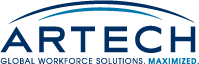 ARTECH
GLOBAL WORKFORCE SOLUTIONS. MAXIMIZED.